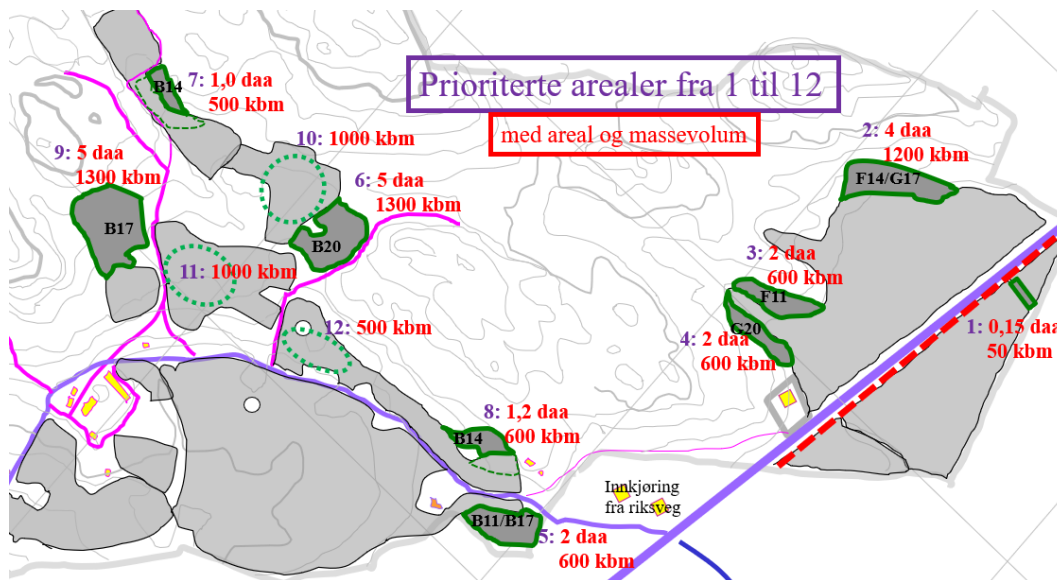 Prioriterte arealer fra 1 til 12
med areal og massevolum
7: 1,0 daa
500 kbm
B14
10: 1000 kbm
9: 5 daa
1300 kbm
6: 5 daa
1300 kbm
B17
B20
11: 1000 kbm
12: 500 kbm
2: 4 daa
1200 kbm
F14/G17
3: 2 daa
600 kbm
F11
G20
4: 2 daa
600 kbm
1: 0,15 daa
50 kbm
8: 1,2 daa
600 kbm
B14
Innkjøring
fra riksveg
B11/B17
5: 2 daa
600 kbm